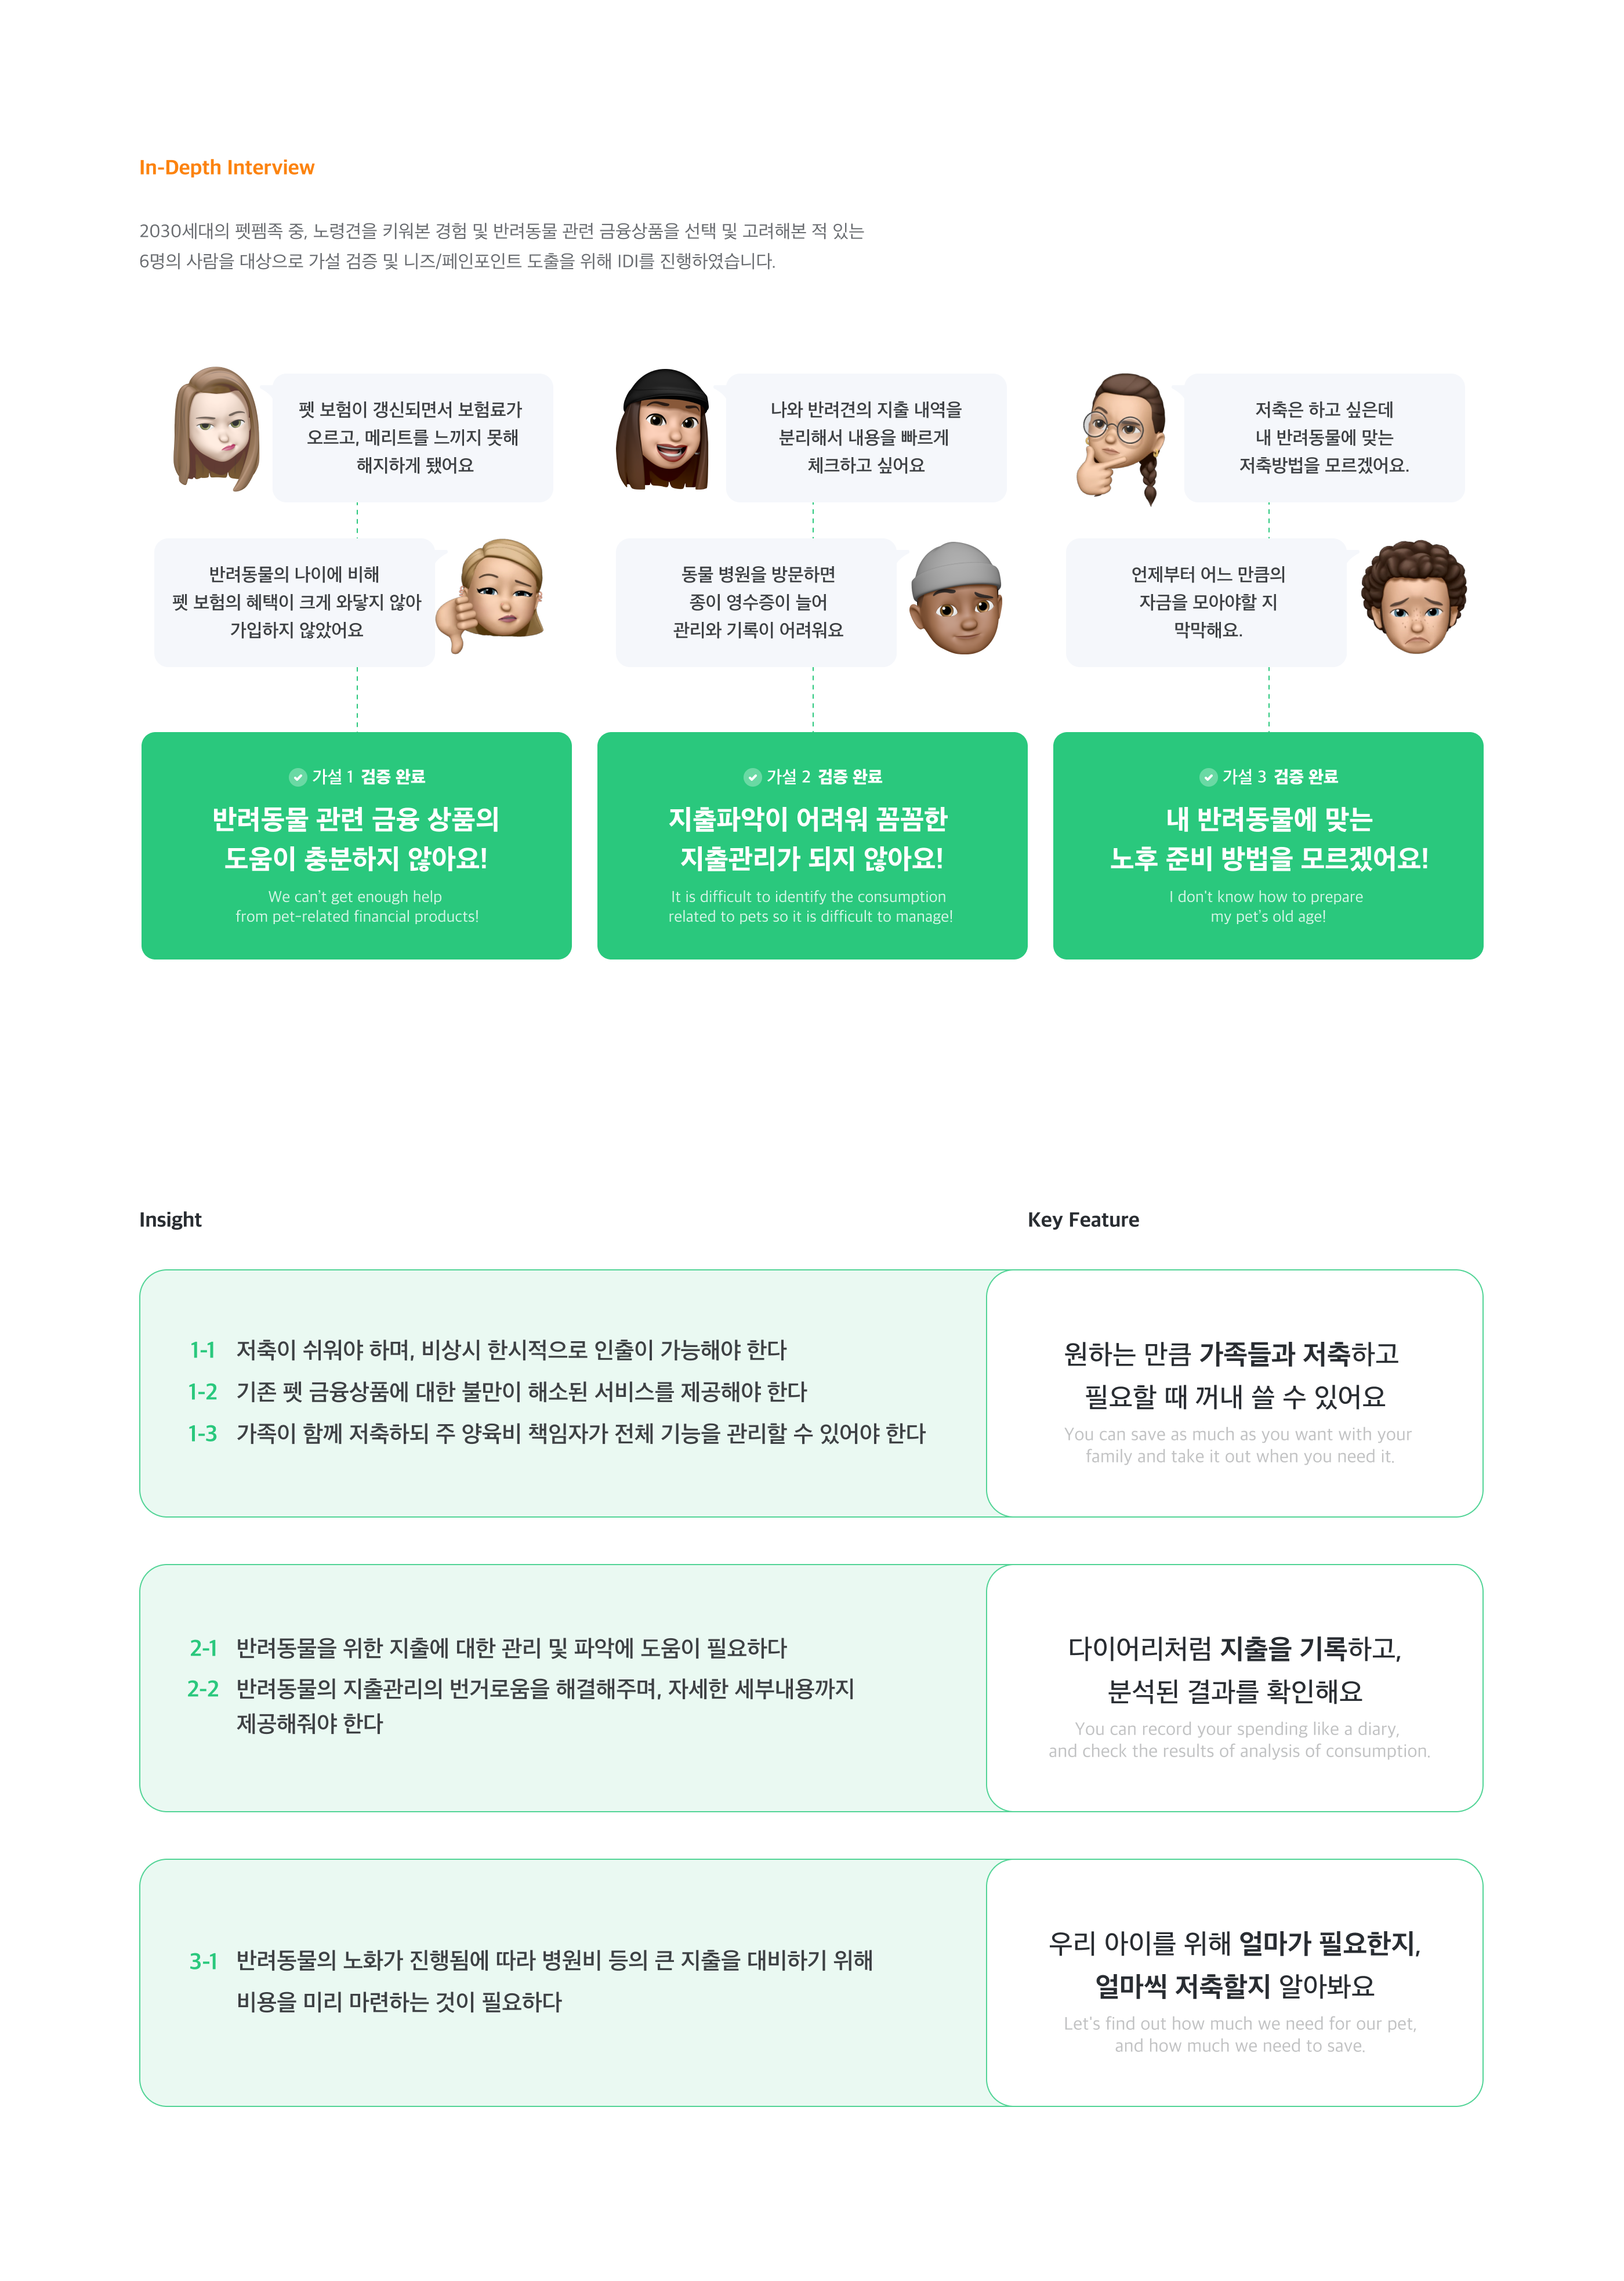 In-Depth Interview
2030세대의 펫펨족 중, 노령견을 키워본 경험 및 반려동물 관련 금융상품을 선택 및 고려해본 적 있는
6명의 사람을 대상으로 가설 검증 및 니즈/페인포인트 도출을 위해 IDI를 진행하였습니다.
펫 보험이 갱신되면서 보험료가
오르고, 메리트를 느끼지 못해
해지하게 됐어요
반려동물의 나이에 비해
펫 보험의 혜택이 크게 와닿지 않아
가입하지 않았어요
가설 1 검증 완료
반려동물 관련 금융 상품의
도움이 충분하지 않아요!
We can't get enough help
from pet-related financial products!
나와 반려견의 지출 내역을
분리해서 내용을 빠르게
체크하고 싶어요
동물 병원을 방문하면
종이 영수증이 늘어
관리와 기록이 어려워요
가설 2 검증 완료
지출파악이 어려워 꼼꼼한
지출관리가 되지 않아요!
It is difficult to identify the consumption
related to pets so it is difficult to manage!
저축은 하고 싶은데
내 반려동물에 맞는
저축방법을 모르겠어요.
언제부터 어느 만큼의
자금을 모아야할 지
막막해요.
가설 3 검증 완료
내 반려동물에 맞는
노후 준비 방법을 모르겠어요!
I don't know how to prepare
my pet's old age!
Insight
Key Feature
1-1 저축이 쉬워야 하며, 비상시 한시적으로 인출이 가능해야 한다
1-2 기존 펫 금융상품에 대한 불만이 해소된 서비스를 제공해야 한다
1-3 가족이 함께 저축하되 주 양육비 책임자가 전체 기능을 관리할 수 있어야 한다
원하는 만큼 가족들과 저축하고
필요할 때 꺼내 쓸 수 있어요
You can save as much as you want with your
family and take it out when you need it.
2-1 반려동물을 위한 지출에 대한 관리 및 파악에 도움이 필요하다
2-2 반려동물의 지출관리의 번거로움을 해결해주며, 자세한 세부내용까지
제공해줘야 한다
다이어리처럼 지출을 기록하고,
분석된 결과를 확인해요
You can record your spending like a diary,
and check the results of analysis of consumption.
3-1 반려동물의 노화가 진행됨에 따라 병원비 등의 큰 지출을 대비하기 위해
비용을 미리 마련하는 것이 필요하다
우리 아이를 위해 얼마가 필요한지,
얼마씩 저축할지 알아봐요
Let's find out how much we need for our pet,
and how much we need to save.